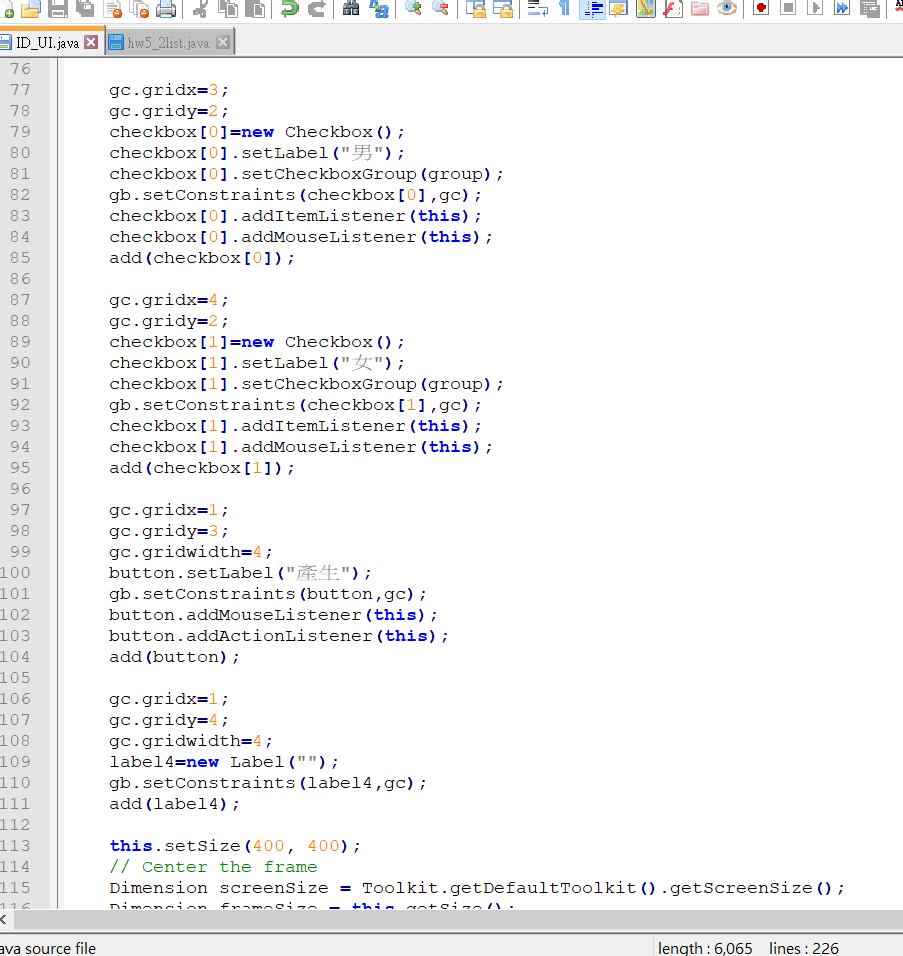 ID_UI.java
hw5_2list.java
76
77 gc.gridx=3;
78 gc.gridy=2;
79 checkbox[0]=new Checkbox();
80 checkbox[0].setLabel("男");
81 checkbox[0].setCheckboxGroup(group);
82 gb.setConstraints(checkbox[0],gc);
83 checkbox[0].addItemListener(this);
84 checkbox[0].addMouseListener(this);
85 add(checkbox[0]);
86
87 gc.gridx=4;
88 gc.gridy=2;
89 checkbox[1]=new Checkbox();
90 checkbox[1].setLabel("女");
91 checkbox[1].setCheckboxGroup(group);
92 gb.setConstraints(checkbox[1],gc);
93 checkbox[1].addItemListener(this);
94 checkbox[1].addMouseListener(this);
95 add(checkbox[1]);
96
97 gc.gridx=1;
98 gc.gridy=3;
99 gc.gridwidth=4;
100 button.setLabel("產生");
101 gb.setConstraints(button,gc);
102 button.addMouseListener(this);
103 button.addActionListener(this);
104 add(button);
105
106 gc.gridx=1;
107 gc.gridy=4;
108 gc.gridwidth=4;
109 label4=new Label("");
110 gb.setConstraints(label4,gc);
111 add(label4);
112
113 this.setSize(400, 400);
114 // Center the frame
115 Dimension screenSize = Toolkit.getDefaultToolkit().getScreenSize();
116 Dimension frameSize = this.getSize();
ava source file
length : 6,065 lines : 226